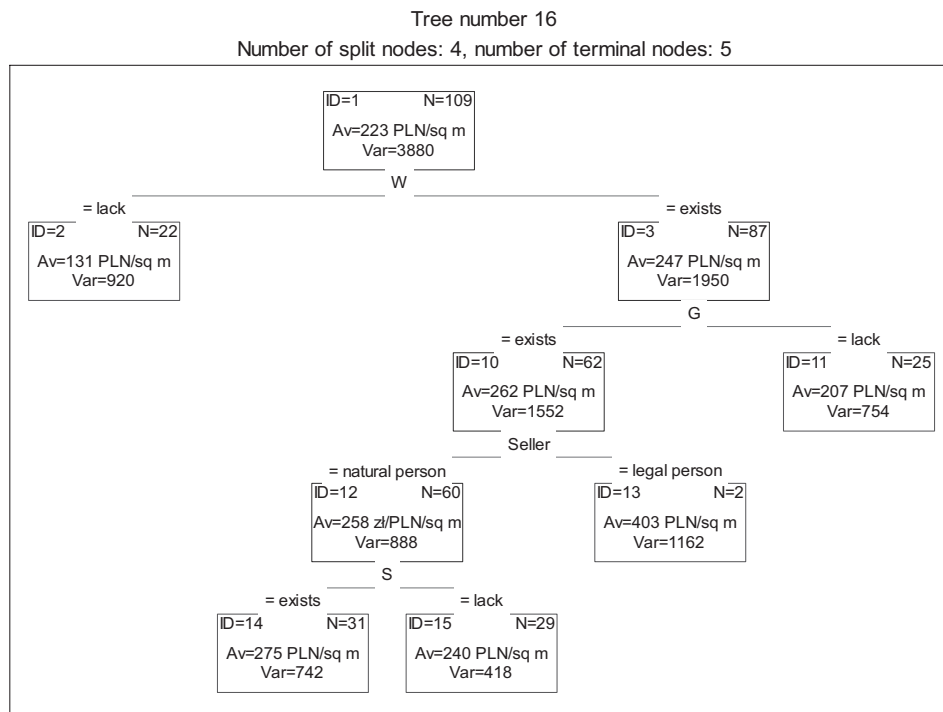 Tree number 16
Number of split nodes: 4, number of terminal nodes: 5
ID=1 N=109
Av=223 PLN/sq m
Var=3880
W
= lack
ID=2 N=22
Av=131 PLN/sq m
Var=920
= exists
ID=3 N=87
Av=247 PLN/sq m
Var=1950
G
= exists
ID=10 N=62
Av=262 PLN/sq m
Var=1552
= lack
ID=11 N=25
Av=207 PLN/sq m
Var=754
Seller
= natural person
ID=12 N=60
Av=258 zł/PLN/sq m
Var=888
= legal person
ID=13 N=2
Av=403 PLN/sq m
Var=1162
S
= exists
ID=14 N=31
Av=275 PLN/sq m
Var=742
= lack
ID=15 N=29
Av=240 PLN/sq m
Var=418